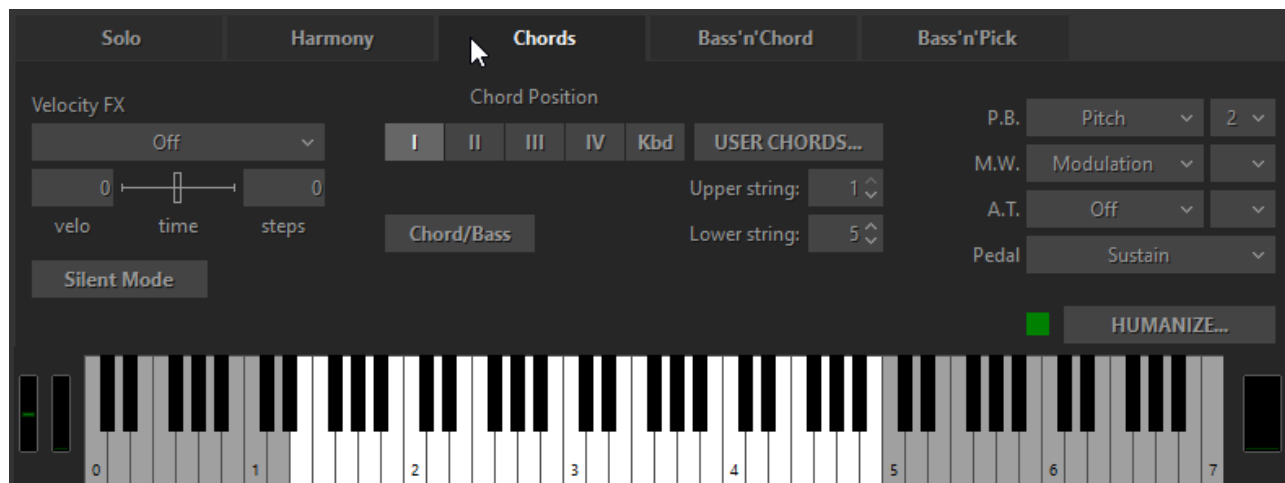 Solo Harmony Chords Bass'n'Chord Bass'n'Pick
Velocity FX Chord Position
P.B. Pitch 2
Off I II III IV Kbd USER CHORDS...
M.W. Modulation
0 0 Upper string: 1
velo time steps A.T. Off
Chord/Bass Lower string: 5
Pedal Sustain
Silent Mode
HUMANIZE...
0 1 2 3 4 5 6 7